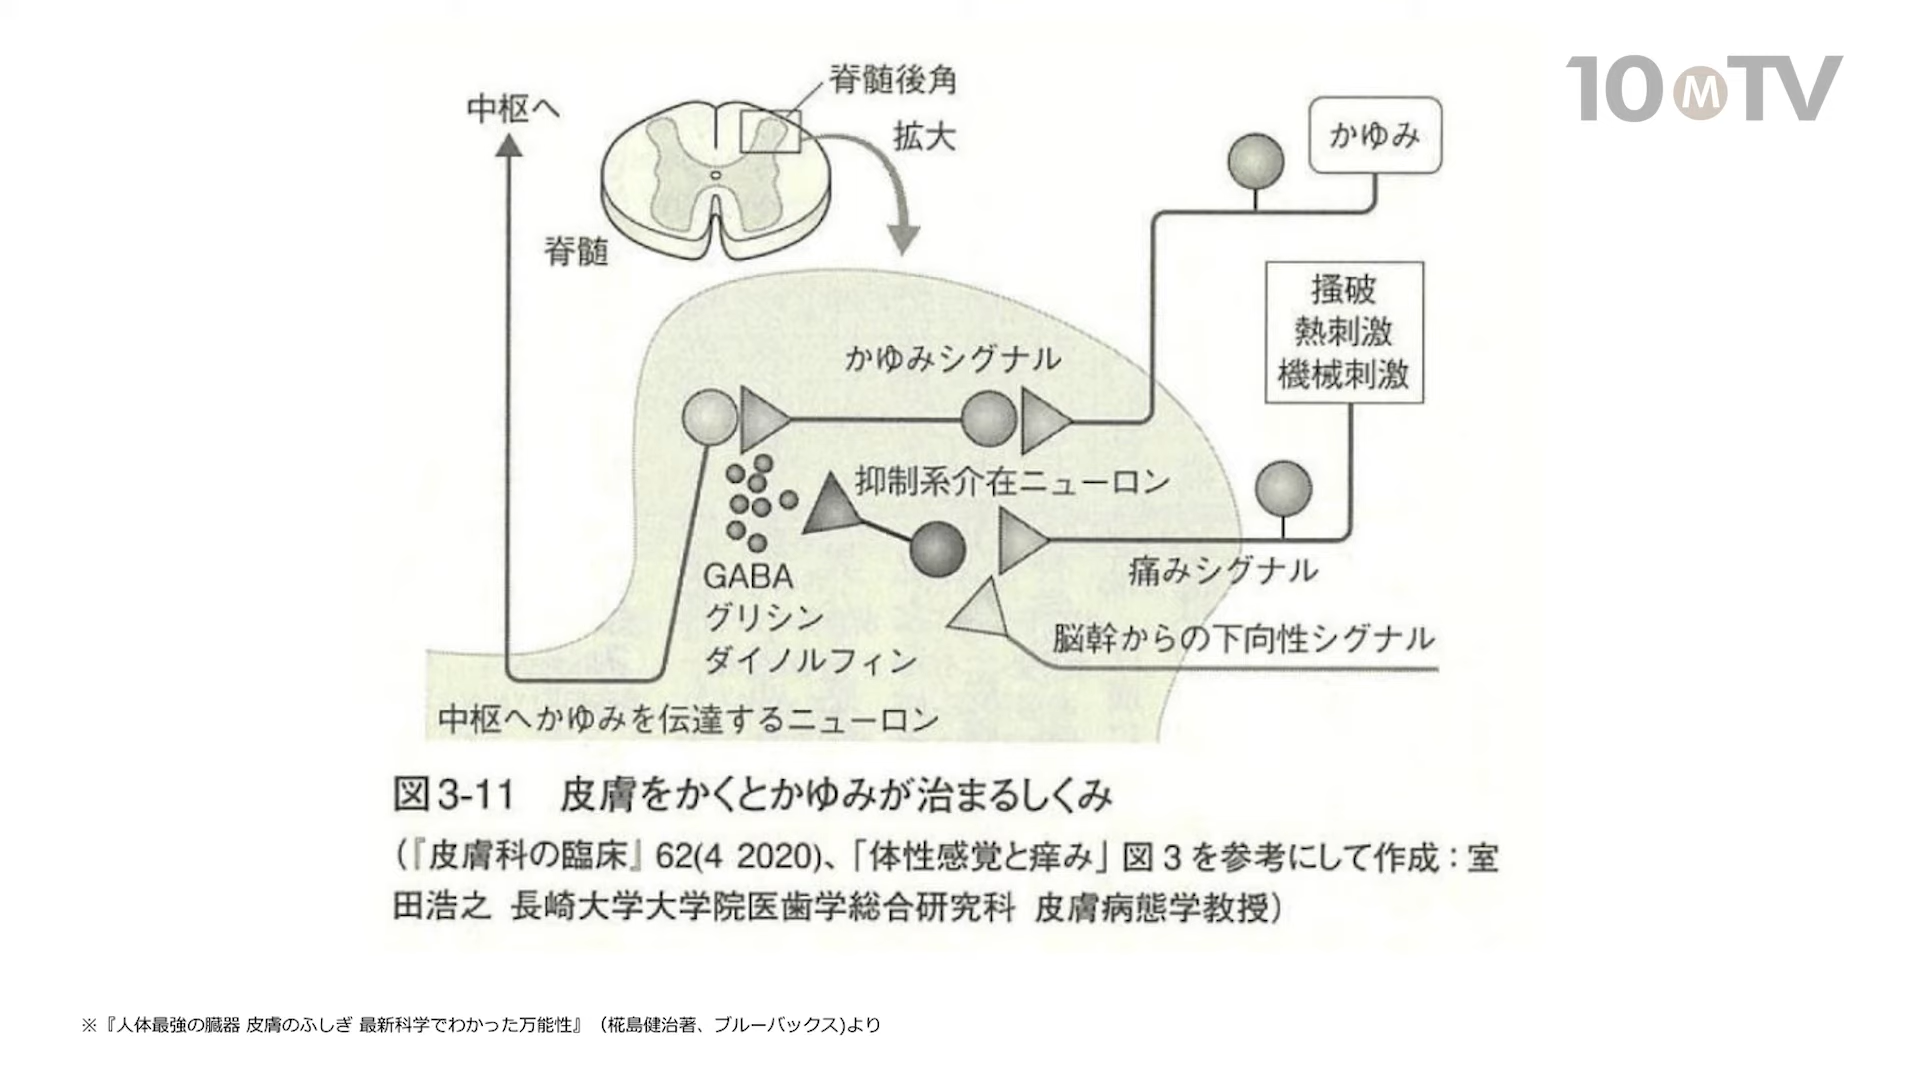 10MTV
脊髄後角
中枢へ
拡大
かゆみ
脊髄
掻破
熱刺激
機械刺激
かゆみシグナル
抑制系介在ニューロン
痛みシグナル
GABA
グリシン
ダイノルフィン
脳幹からの下向性シグナル
中枢へかゆみを伝達するニューロン
図3-11 皮膚をかくとかゆみが治まるしくみ
(『皮膚科の臨床』62(4 2020)、「体性感覚と痒み」図3を参考にして作成：室
田浩之 長崎大学大学院医歯学総合研究科 皮膚病態学教授)
※『人体最強の臓器 皮膚のふしぎ 最新科学でわかった万能性』（椛島健治著、ブルーバックス)より